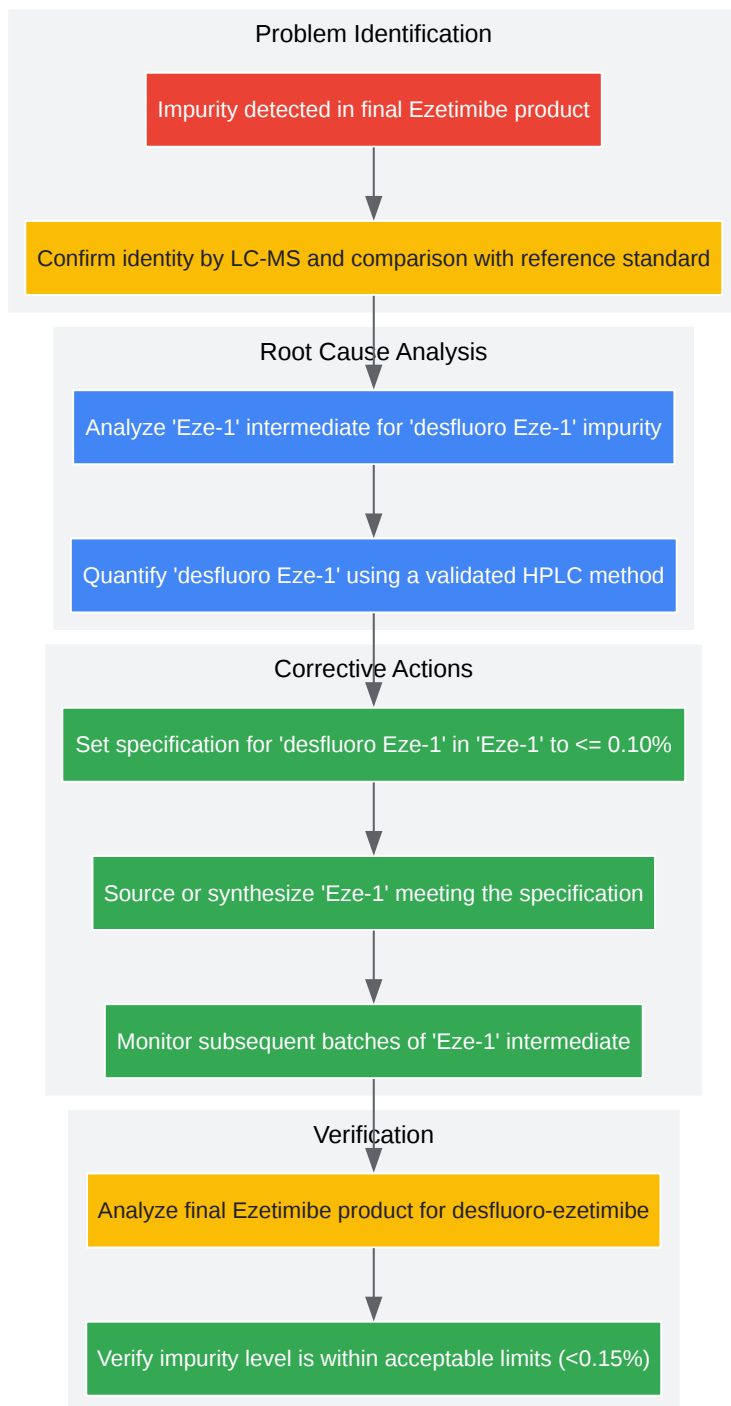 Problem Identification
Impurity detected in final Ezetimibe product
Confirm identity by LC-MS and comparison with reference standard
Root Cause Analysis
Analyze 'Eze-1' intermediate for 'desfluoro Eze-1' impurity
Quantify 'desfluoro Eze-1' using a validated HPLC method
Corrective Actions
Set specification for 'desfluoro Eze-1' in 'Eze-1' to <= 0.10%
Source or synthesize 'Eze-1' meeting the specification
Monitor subsequent batches of 'Eze-1' intermediate
Verification
Analyze final Ezetimibe product for desfluoro-ezetimibe
Verify impurity level is within acceptable limits (<0.15%)